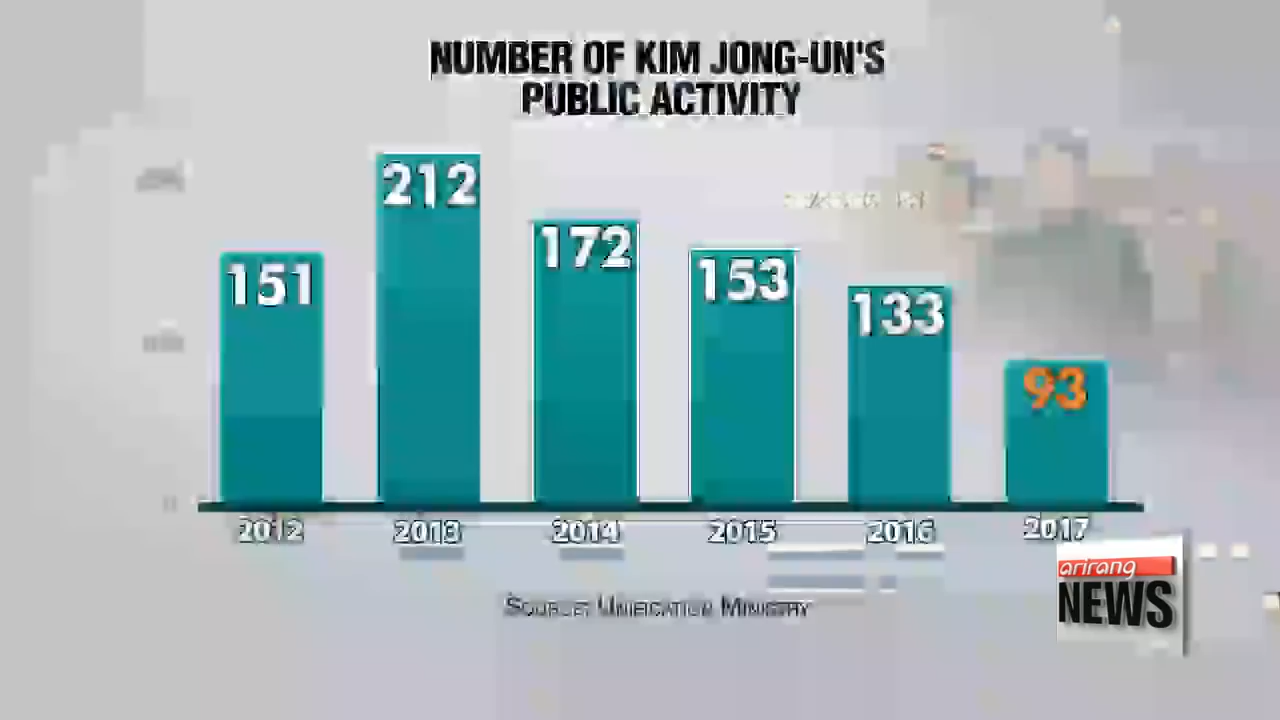 NUMBER OF KIM JONG-UN'S
PUBLIC ACTIVITY
151
212
172
153
133
93
2012
2013
2014
2015
2016
2017
SOURCE: UNIFICATION MINISTRY
arirang
NEWS